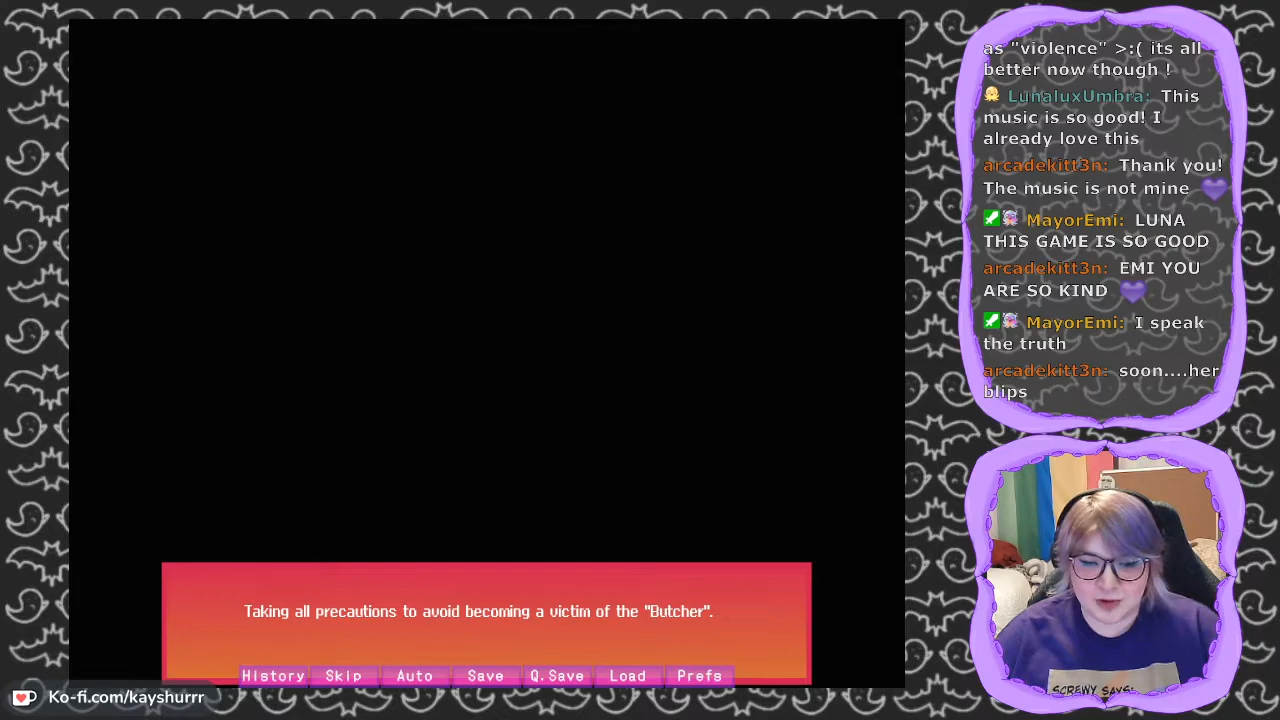 as "violence" >:( its all
better now though !
LunaluxUmbra: This
music is so good! I
already love this
arcadekitt3n: Thank you!
The music is not mine
MayorEmi: LUNA
THIS GAME IS SO GOOD
arcadekitt3n: EMI YOU
ARE SO KIND
MayorEmi: I speak
the truth
arcadekitt3n: soon....her
blips
Taking all precautions to avoid becoming a victim of the "Butcher".
History Skip Auto Save Q.Save Load Prefs
Ko-fi.com/kayshurrr
SCREWY SAYS: